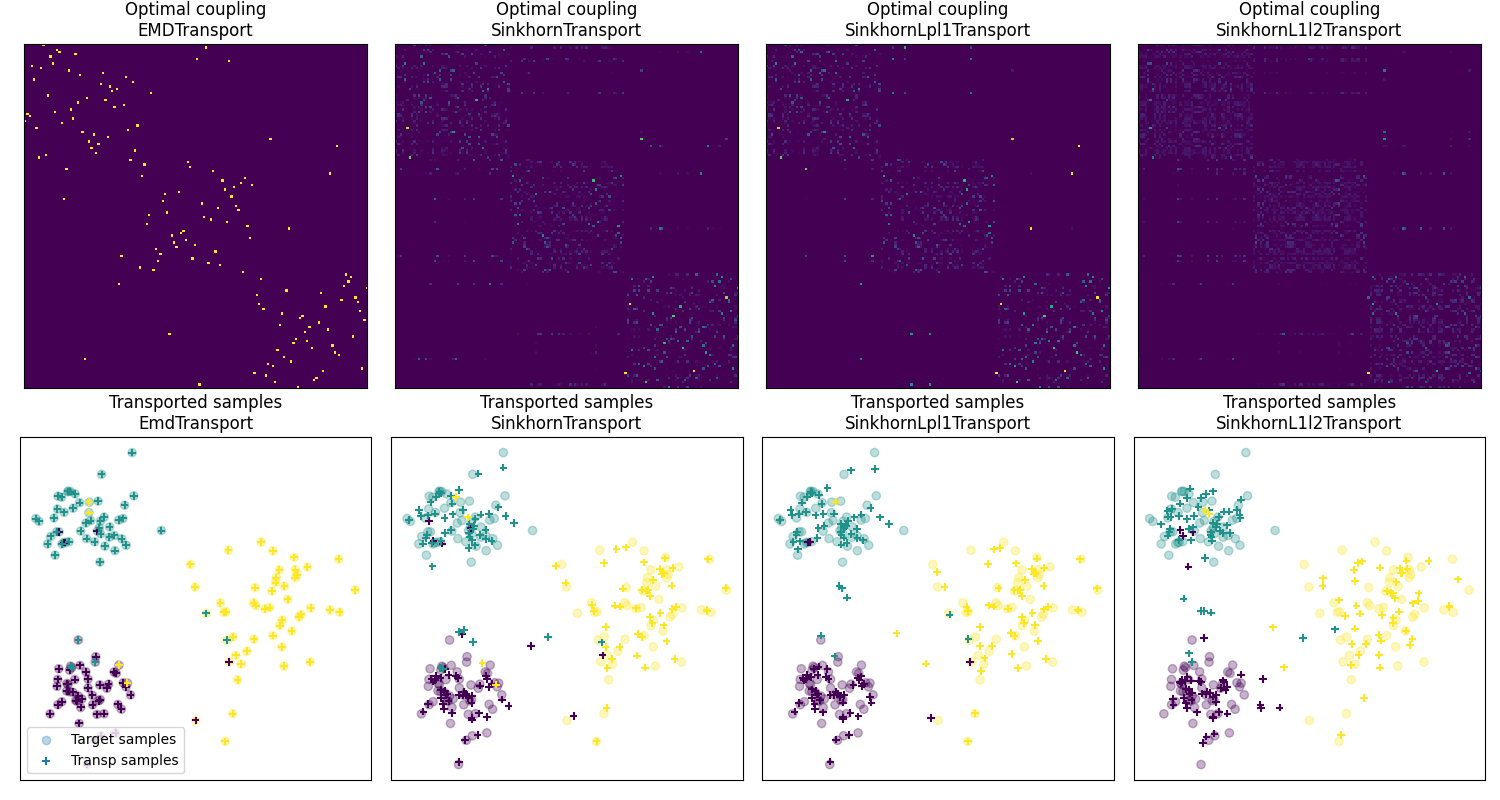 Optimal coupling
EMDTransport
Optimal coupling
SinkhornTransport
Optimal coupling
SinkhornLpl1Transport
Optimal coupling
SinkhornL1l2Transport
Transported samples
EmdTransport
Transported samples
SinkhornTransport
Transported samples
SinkhornLpl1Transport
Transported samples
SinkhornL1l2Transport
Target samples
Transp samples